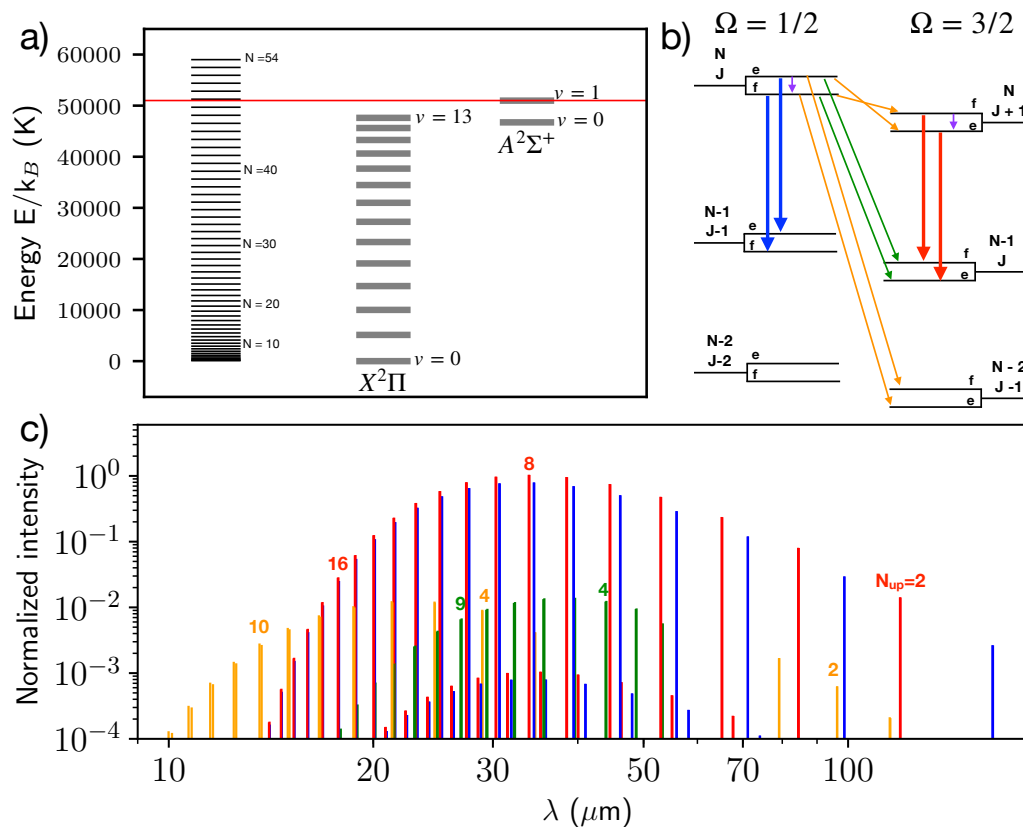 a)
Energy E/k_B (K)
60000
50000
40000
30000
20000
10000
0
N =54
N =40
N =30
N = 20
N = 10
v = 13
v = 0
X²Π
v = 1
v = 0
A²Σ⁺
b)
Ω = 1/2
Ω = 3/2
N
J
e
f
f
e
N
J + 1
N-1
J-1
e
f
f
e
N-1
J
N-2
J-2
e
f
f
e
N - 2
J -1
c)
Normalized intensity
10⁰
10⁻¹
10⁻²
10⁻³
10⁻⁴
8
16
10
9
4
4
N_up=2
2
10
20
30
50
70
100
λ (μm)